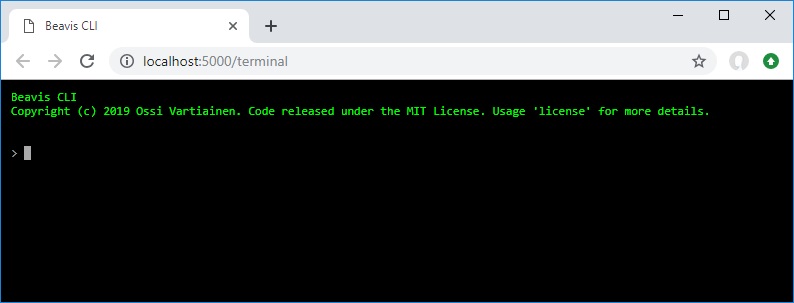 Beavis CLI
localhost:5000/terminal
Beavis CLI
Copyright (c) 2019 Ossi Vartiainen. Code released under the MIT License. Usage 'license' for more details.
>